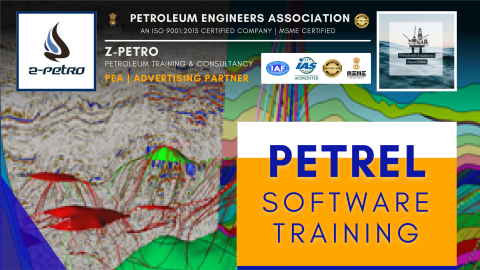 PETROLEUM ENGINEERS ASSOCIATION
AN ISO 9001:2015 CERTIFIED COMPANY | MSME CERTIFIED
Z-PETRO
PETROLEUM TRAINING & CONSULTANCY
PEA | ADVERTISING PARTNER
z-PETRO
IAF
IAS
ACCREDITED
MSME
PETREL
SOFTWARE
TRAINING